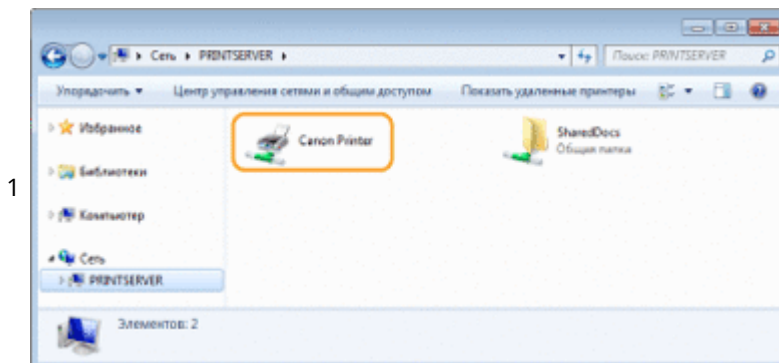 Сеть ▸ PRINTSERVER ▸
Поиск: PRINTSERVER
Упорядочить Центр управления сетями и общим доступом Показать удаленные принтеры
Избранное
Canon Printer
SharedDocs
Общая папка
Библиотеки
1
Компьютер
Сеть
PRINTSERVER
Элементов: 2